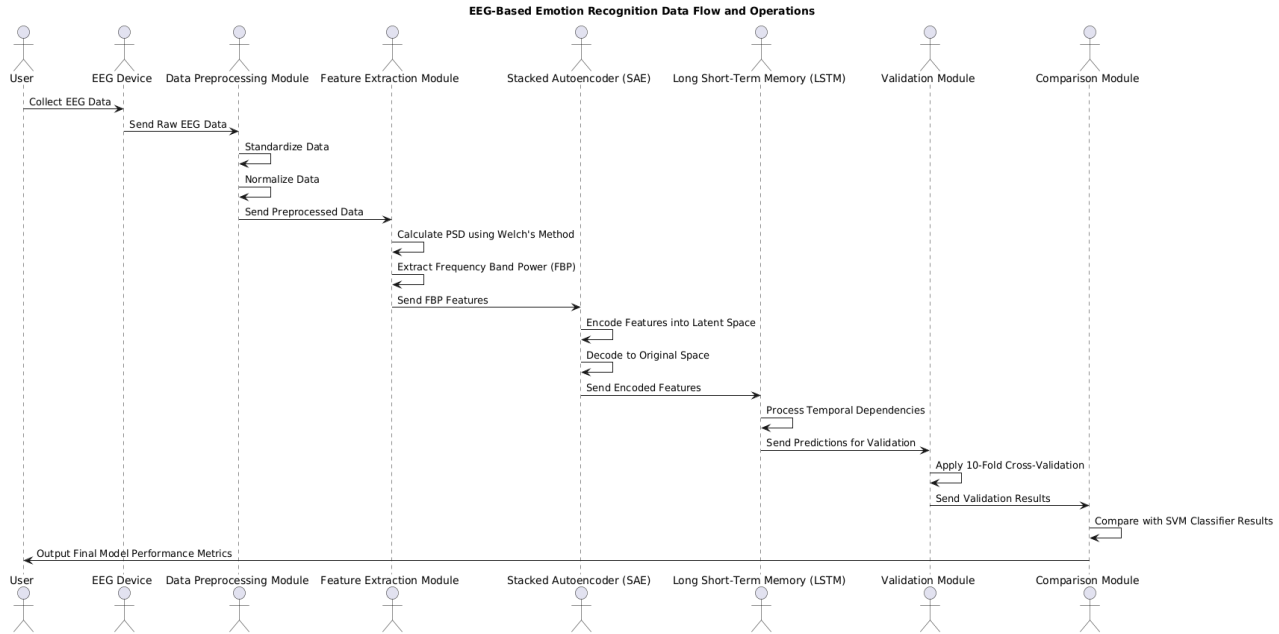 EEG-Based Emotion Recognition Data Flow and Operations
User EEG Device Data Preprocessing Module Feature Extraction Module Stacked Autoencoder (SAE) Long Short-Term Memory (LSTM) Validation Module Comparison Module
Collect EEG Data
Send Raw EEG Data
Standardize Data
Normalize Data
Send Preprocessed Data
Calculate PSD using Welch's Method
Extract Frequency Band Power (FBP)
Send FBP Features
Encode Features into Latent Space
Decode to Original Space
Send Encoded Features
Process Temporal Dependencies
Send Predictions for Validation
Apply 10-Fold Cross-Validation
Send Validation Results
Compare with SVM Classifier Results
Output Final Model Performance Metrics
User EEG Device Data Preprocessing Module Feature Extraction Module Stacked Autoencoder (SAE) Long Short-Term Memory (LSTM) Validation Module Comparison Module